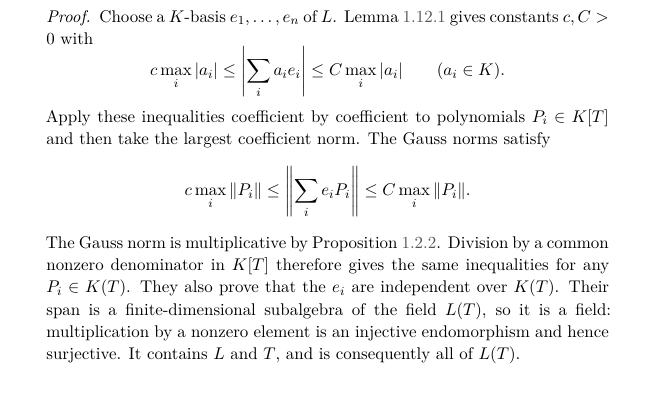 Proof. Choose a K-basis e₁, . . . , eₙ of L. Lemma 1.12.1 gives constants c, C >
0 with
c max_i |a_i| ≤ |∑_i a_i e_i| ≤ C max_i |a_i| (a_i ∈ K).
Apply these inequalities coefficient by coefficient to polynomials P_i ∈ K[T]
and then take the largest coefficient norm. The Gauss norms satisfy
c max_i ‖P_i‖ ≤ ‖∑_i e_i P_i‖ ≤ C max_i ‖P_i‖.
The Gauss norm is multiplicative by Proposition 1.2.2. Division by a common
nonzero denominator in K[T] therefore gives the same inequalities for any
P_i ∈ K(T). They also prove that the e_i are independent over K(T). Their
span is a finite-dimensional subalgebra of the field L(T), so it is a field:
multiplication by a nonzero element is an injective endomorphism and hence
surjective. It contains L and T, and is consequently all of L(T).